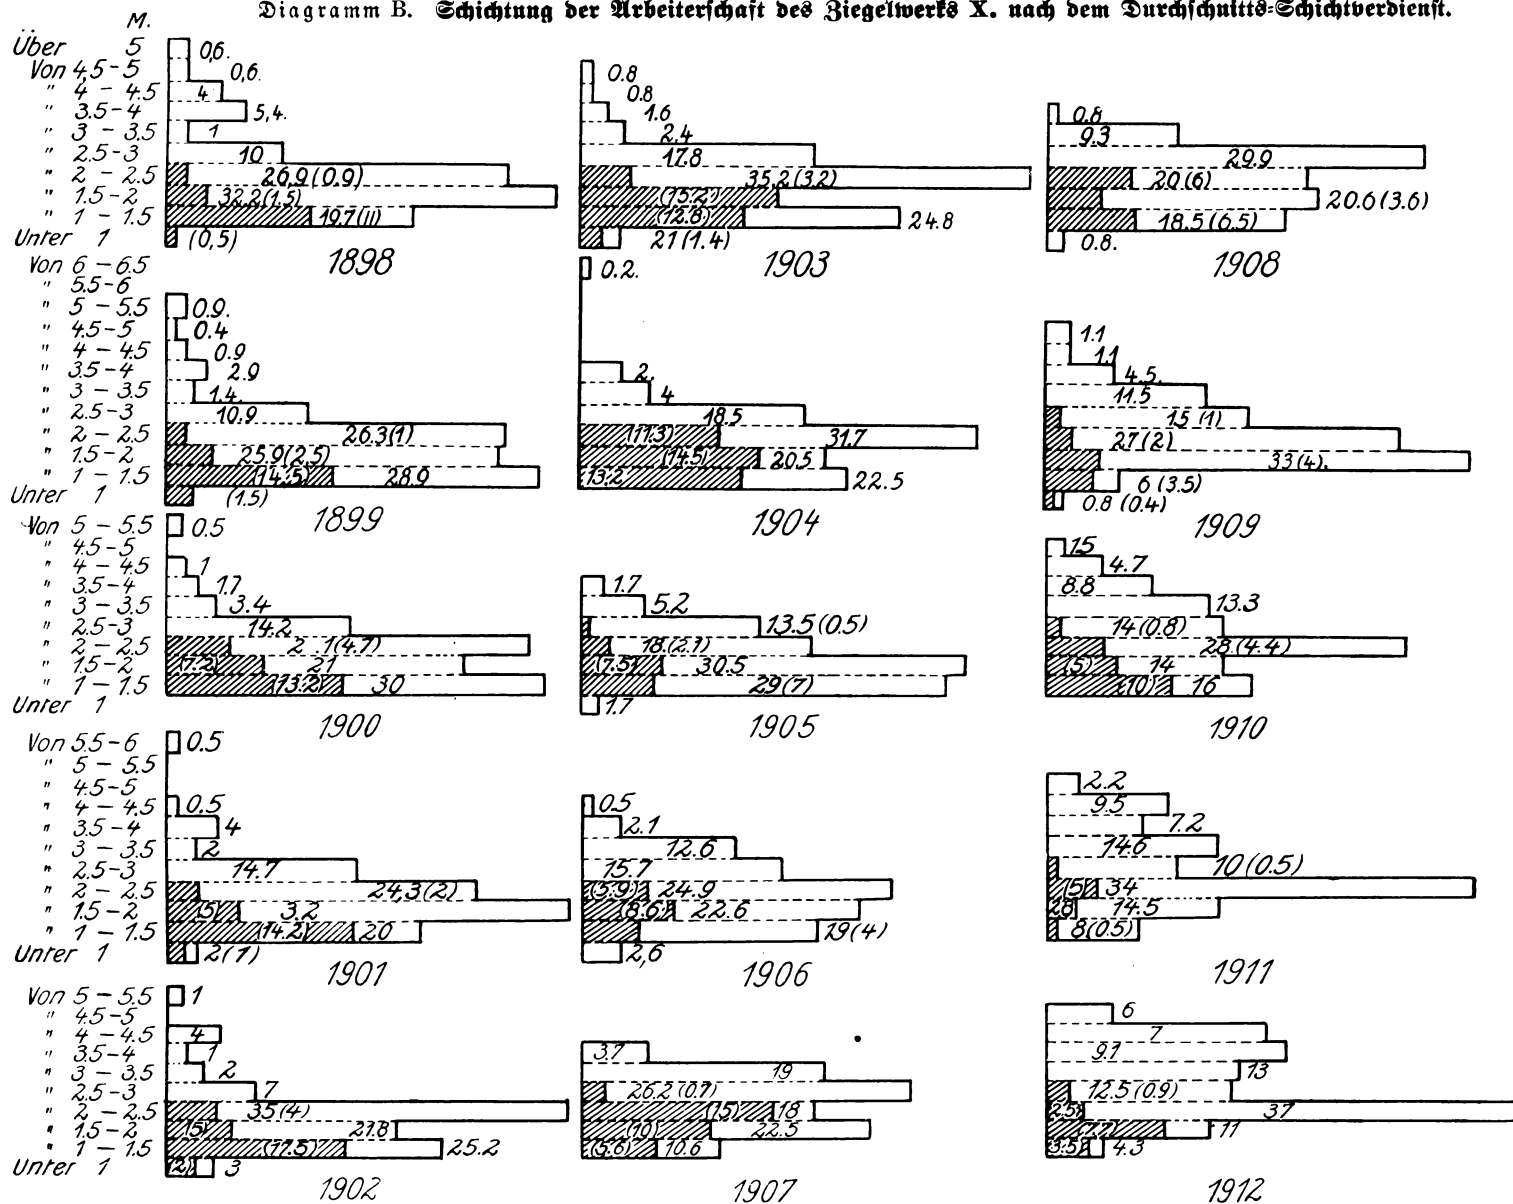 Diagramm B. Schichtung der Arbeiterschaft des Ziegelwerks X. nach dem Durchschnitts-Schichtverdienst.
M.
Über 5 0,6.
Von 4,5-5 0,6.
" 4 - 4.5 4
" 3.5-4 5,4.
" 3 - 3.5 1
" 2.5-3 10
" 2 - 2.5 26,9(0.9)
" 1.5-2 32.2(1.5)
" 1 - 1.5 19.7(11)
Unter 1 (0,5)
1898
0.8
0.8
1.6
2,4
17.8
35,2(3.2)
(15.2)
(12.8) 24.8
21(1.4)
1903
0.8
9.3
29.9
20(6)
20.6(3.6)
18.5(6.5)
0.8.
1908
Von 6 - 6.5
" 5.5-6
" 5 - 5.5 0.9.
" 4.5-5 0.4
" 4 - 4.5 0.9
" 3.5-4 2.9
" 3 - 3.5 1.4.
" 2.5-3 10.9
" 2 - 2.5 26.3(1)
" 1.5-2 25.9(2,5)
" 1 - 1.5 (14.5) 28.9
Unter 1 (1.5)
1899
0.2.
2.
4
18.5
(11.3) 31.7
(14.5) 20.5
13.2 22.5
1904
1.1
1.1
4.5.
11.5
15 (1)
27(2)
33(4).
6 (3.5)
0.8 (0.4)
1909
Von 5 - 5.5 0.5
" 4.5-5
" 4 - 4.5 1
" 3.5-4 1.7
" 3 - 3.5 3.4
" 2.5-3 14.2
" 2 - 2.5 2 .1(4.7)
" 1.5-2 (7.2) 21
" 1 - 1.5 (13.2) 30
Unter 1
1900
1.7
5.2
13.5(0.5)
18.(2.1)
(7.5) 30.5
29(7)
1.7
1905
1.5
4.7
8.8
13.3
14(0.8)
28(4.4)
(5) 14
(10) 16
1910
Von 5.5-6 0.5
" 5 - 5.5
" 4.5-5
" 4 - 4.5 0.5
" 3.5-4 4
" 3 - 3.5 2
" 2.5-3 14.7
" 2 - 2.5 24,3(2)
" 1.5-2 (5) 3.2
" 1 - 1.5 (14.2) 20
Unter 1 2(1)
1901
0.5
2.1
12.6
15.7
(5.9) 24.9
(8.6) 22.6
19(4)
2,6
1906
2.2
9.5
7.2
14.6
10(0.5)
(5) 34
28 14.5
8(0.5)
1911
Von 5 - 5.5 1
" 4.5-5
" 4 - 4.5 4
" 3.5-4 1
" 3 - 3.5 2
" 2.5-3 7
" 2 - 2.5 35(4)
" 1.5-2 (5) 21.8
" 1 - 1.5 (17.5) 25.2
Unter 1 (2) 3
1902
3.7
19
26.2(0.7)
(15) 18
(10) 22.5
(5.6) 10.6
1907
6
7
9.1
13
12.5(0.9)
2.5) 37
11
3.5) 4.3
1912